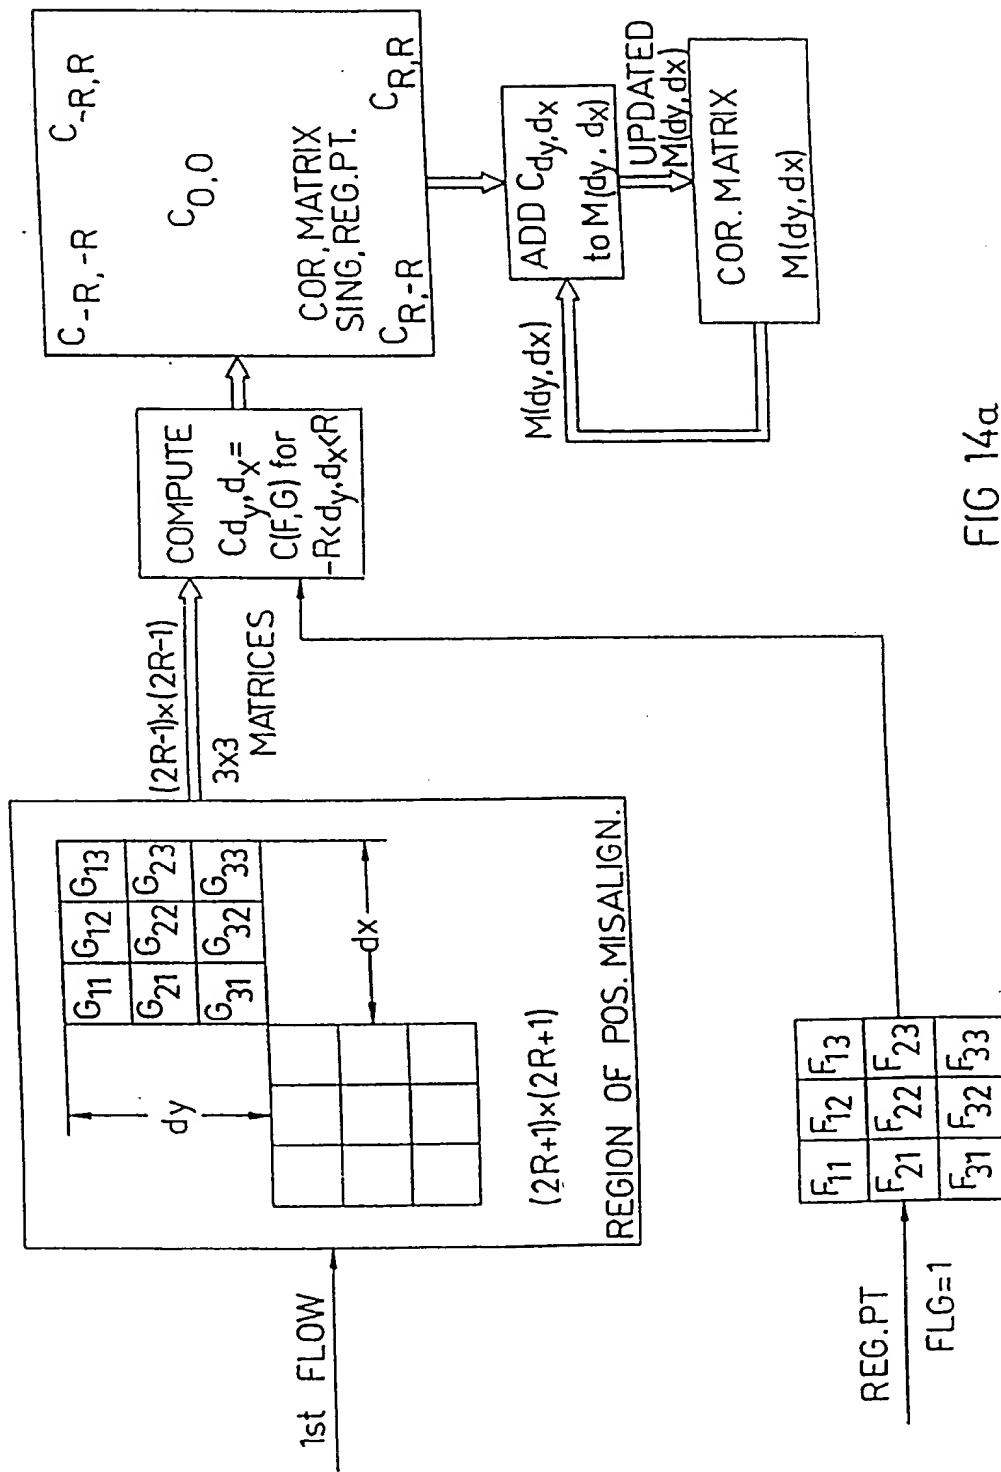 1st FLOW
dy
G11 G12 G13
G21 G22 G23
G31 G32 G33
dx
(2R+1)×(2R+1)
REGION OF POS. MISALIGN.
REG.PT
FLG=1
F11 F12 F13
F21 F22 F23
F31 F32 F33
(2R-1)×(2R-1)
3x3
MATRICES
COMPUTE
Cdy,dx=
C(F,G) for
-R<dy,dx<R
C-R,-R C-R,R
C0,0
COR, MATRIX
SING, REG.PT.
CR,-R CR,R
M(dy,dx)
ADD Cdy,dx
to M(dy,dx)
UPDATED
M(dy,dx)
COR. MATRIX
M(dy,dx)
FIG 14a